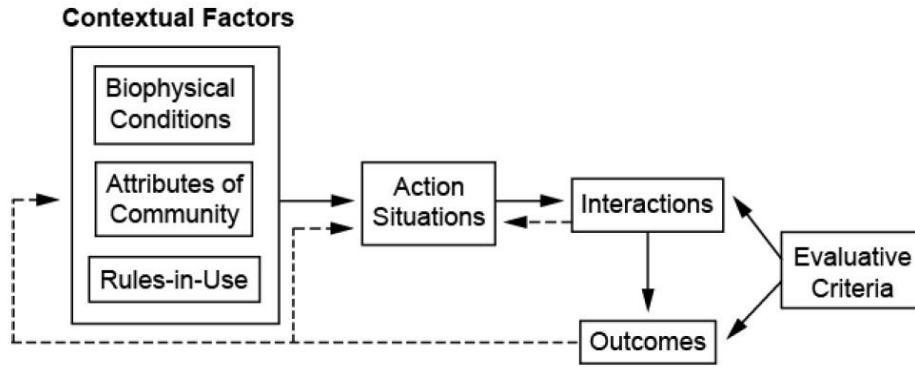 Contextual Factors
Biophysical
Conditions
Attributes of
Community
Rules-in-Use
Action
Situations
Interactions
Outcomes
Evaluative
Criteria